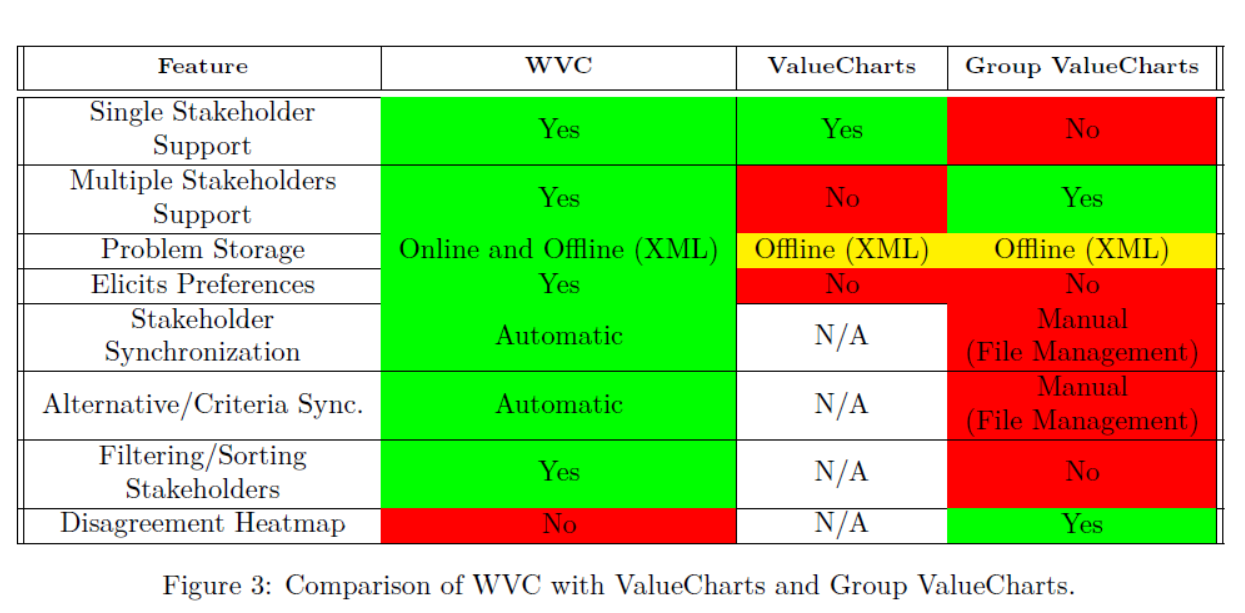 Feature WVC ValueCharts Group ValueCharts
Single Stakeholder
Support
Yes Yes No
Multiple Stakeholders
Support
Yes No Yes
Problem Storage Online and Offline (XML) Offline (XML) Offline (XML)
Elicits Preferences Yes No No
Stakeholder
Synchronization
Automatic N/A Manual
(File Management)
Alternative/Criteria Sync. Automatic N/A Manual
(File Management)
Filtering/Sorting
Stakeholders
Yes N/A No
Disagreement Heatmap No N/A Yes
Figure 3: Comparison of WVC with ValueCharts and Group ValueCharts.